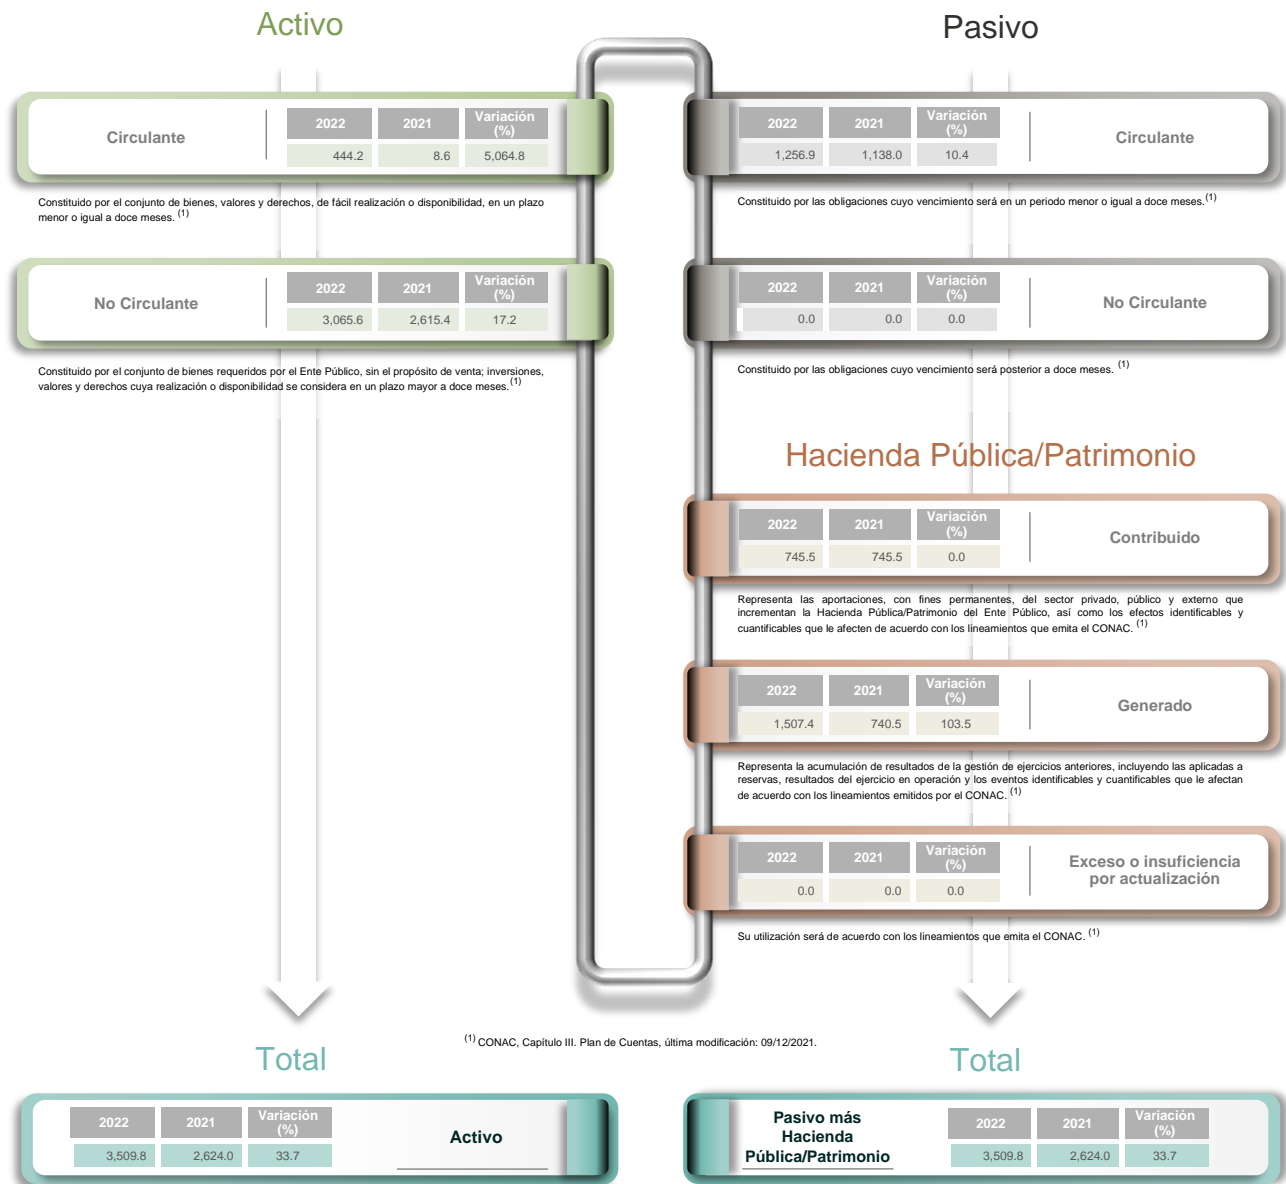 Activo
Circulante
2022 2021 Variación (%)
444.2 8.6 5,064.8
Constituido por el conjunto de bienes, valores y derechos, de fácil realización o disponibilidad, en un plazo
menor o igual a doce meses. (1)
No Circulante
2022 2021 Variación (%)
3,065.6 2,615.4 17.2
Constituido por el conjunto de bienes requeridos por el Ente Público, sin el propósito de venta; inversiones,
valores y derechos cuya realización o disponibilidad se considera en un plazo mayor a doce meses. (1)
Pasivo
2022 2021 Variación (%)
1,256.9 1,138.0 10.4
Circulante
Constituido por las obligaciones cuyo vencimiento será en un periodo menor o igual a doce meses. (1)
2022 2021 Variación (%)
0.0 0.0 0.0
No Circulante
Constituido por las obligaciones cuyo vencimiento será posterior a doce meses. (1)
Hacienda Pública/Patrimonio
2022 2021 Variación (%)
745.5 745.5 0.0
Contribuido
Representa las aportaciones, con fines permanentes, del sector privado, público y externo que
incrementan la Hacienda Pública/Patrimonio del Ente Público, así como los efectos identificables y
cuantificables que le afecten de acuerdo con los lineamientos que emita el CONAC. (1)
2022 2021 Variación (%)
1,507.4 740.5 103.5
Generado
Representa la acumulación de resultados de la gestión de ejercicios anteriores, incluyendo las aplicadas a
reservas, resultados del ejercicio en operación y los eventos identificables y cuantificables que le afectan
de acuerdo con los lineamientos emitidos por el CONAC. (1)
2022 2021 Variación (%)
0.0 0.0 0.0
Exceso o insuficiencia
por actualización
Su utilización será de acuerdo con los lineamientos que emita el CONAC. (1)
(1) CONAC, Capítulo III. Plan de Cuentas, última modificación: 09/12/2021.
Total
2022 2021 Variación (%)
3,509.8 2,624.0 33.7
Activo
Total
Pasivo más
Hacienda
Pública/Patrimonio
2022 2021 Variación (%)
3,509.8 2,624.0 33.7